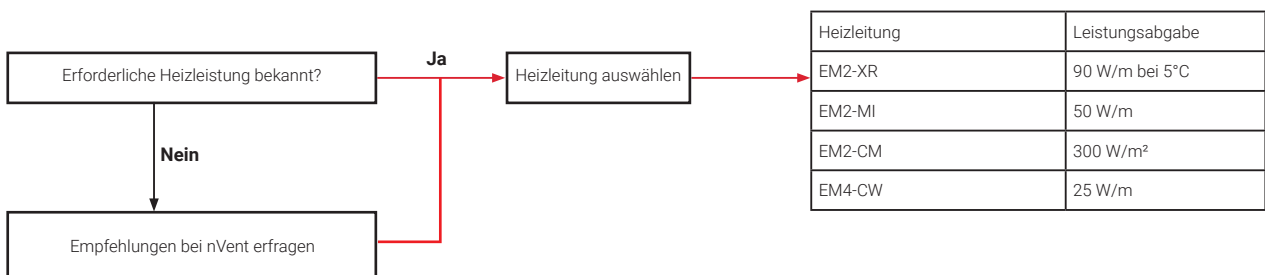 Erforderliche Heizleistung bekannt?
Ja
Heizleitung auswählen
Nein
Empfehlungen bei nVent erfragen
Heizleitung Leistungsabgabe
EM2-XR 90 W/m bei 5°C
EM2-MI 50 W/m
EM2-CM 300 W/m²
EM4-CW 25 W/m